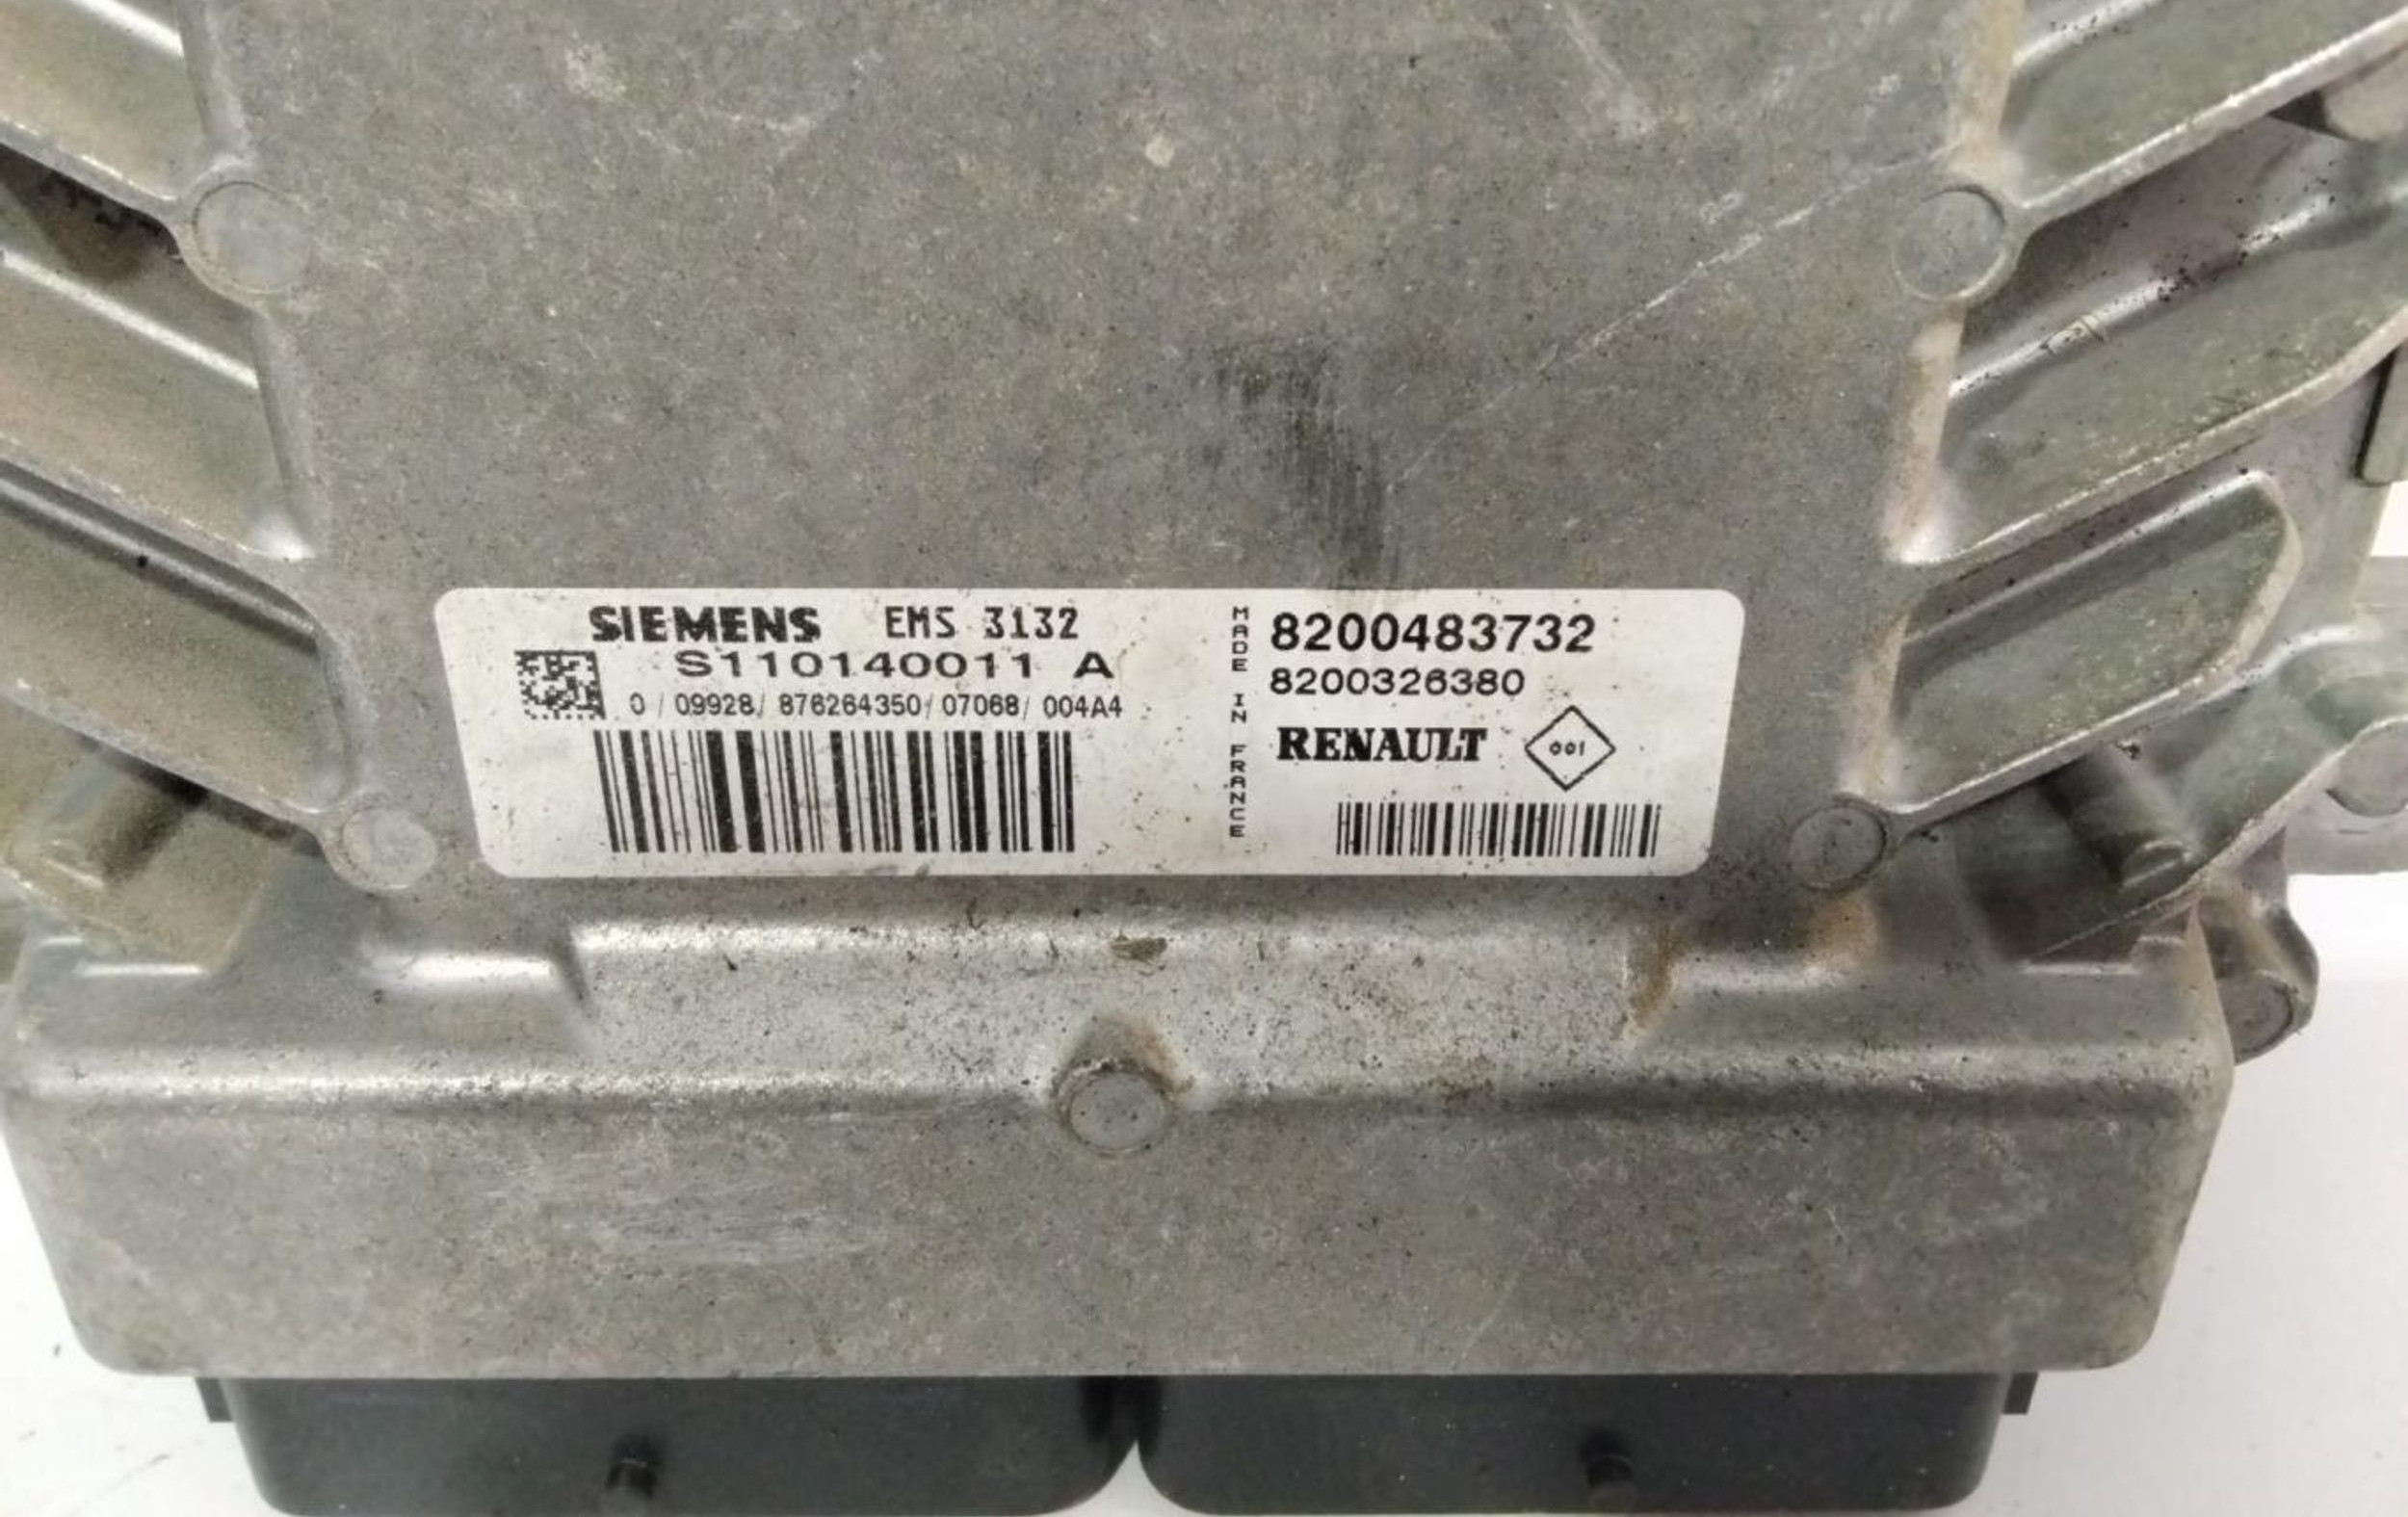 SIEMENS EMS 3132
S110140011 A
0 / 09928/ 876264350/ 07068/ 004A4
MADE IN FRANCE
8200483732
8200326380
RENAULT 001